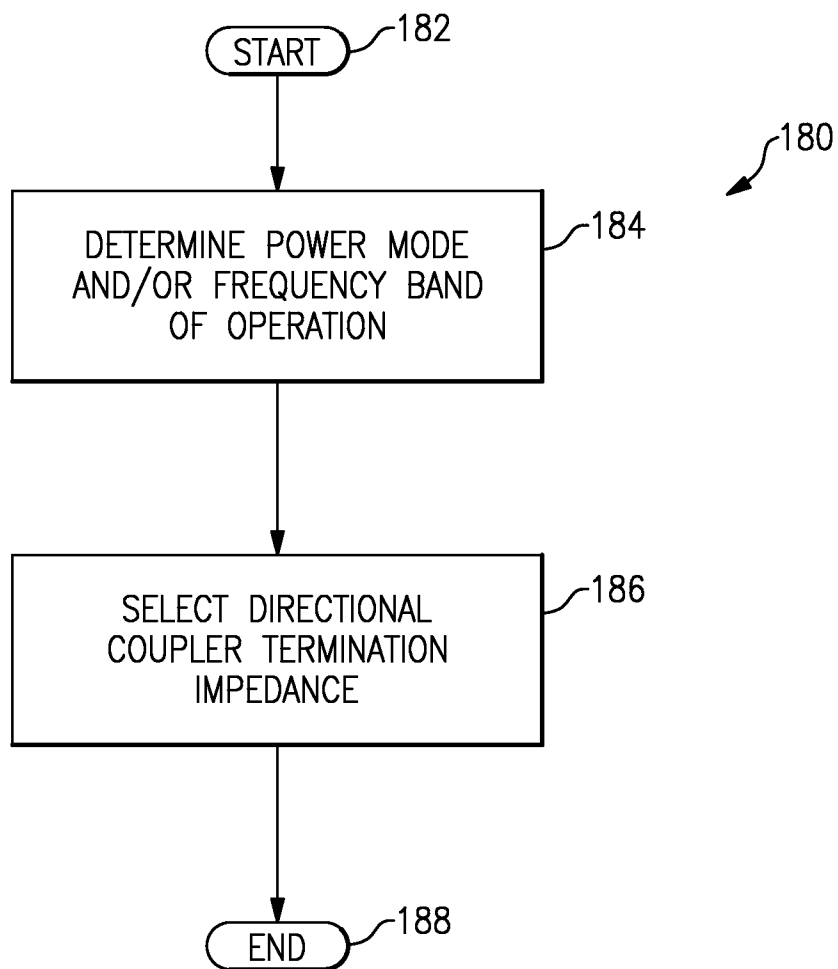 START
182
180
DETERMINE POWER MODE
AND/OR FREQUENCY BAND
OF OPERATION
184
SELECT DIRECTIONAL
COUPLER TERMINATION
IMPEDANCE
186
END
188